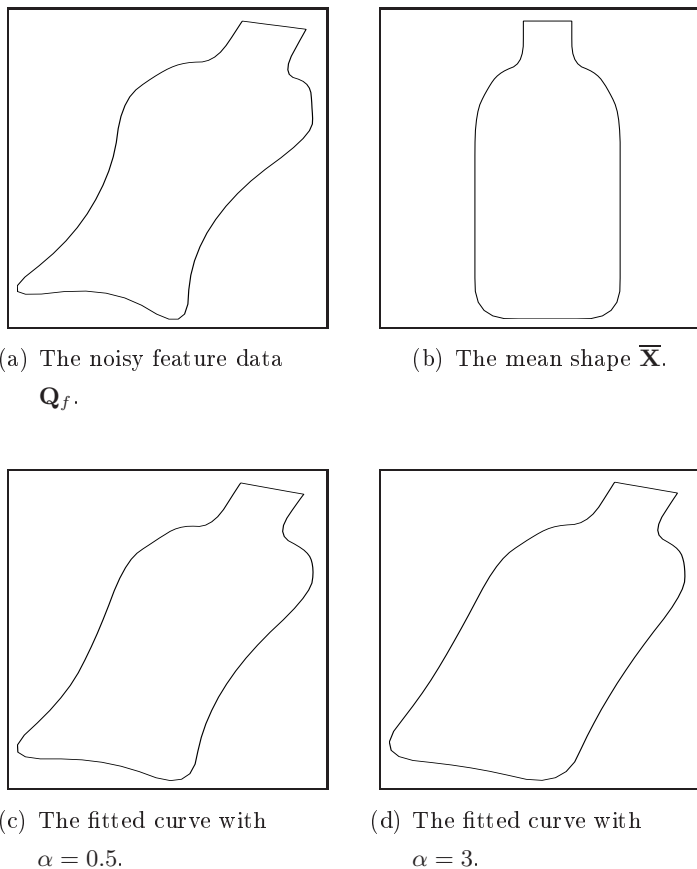 (a) The noisy feature data
Q_f.
(b) The mean shape X̅.
(c) The fitted curve with
α = 0.5.
(d) The fitted curve with
α = 3.